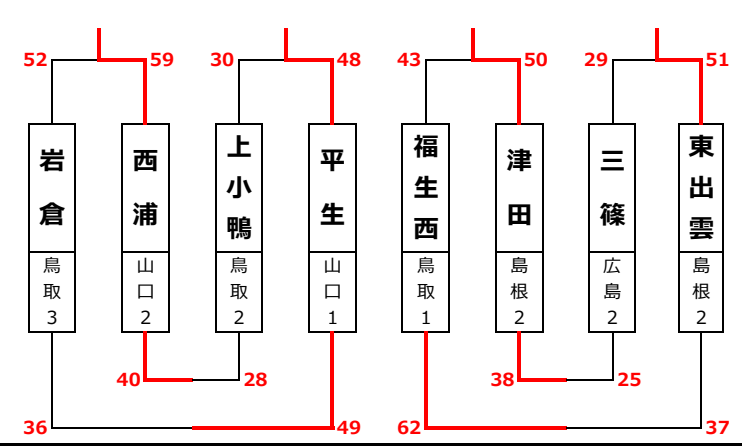 52 59 30 48 43 50 29 51
岩倉
鳥取3
西浦
山口2
上小鴨
鳥取2
平生
山口1
福生西
鳥取1
津田
島根2
三篠
広島2
東出雲
島根2
40 28 38 25
36 49 62 37